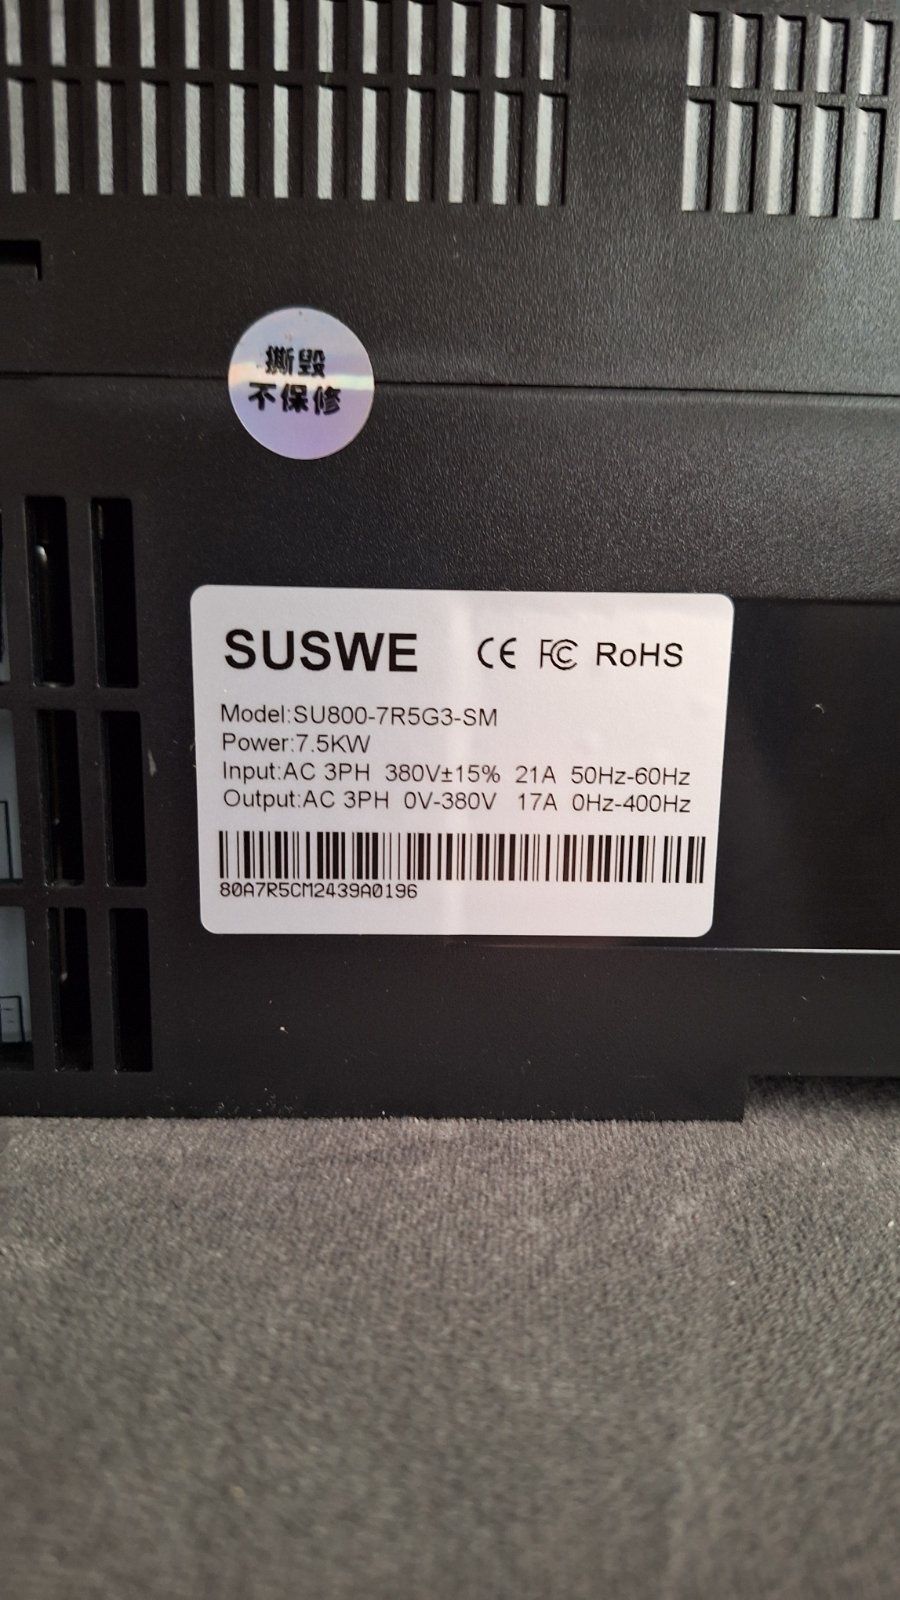 撕毁
不保修
SUSWE CE FC RoHS
Model:SU800-7R5G3-SM
Power:7.5KW
Input:AC 3PH 380V±15% 21A 50Hz-60Hz
Output:AC 3PH 0V-380V 17A 0Hz-400Hz
80A7R5CM2439A0196